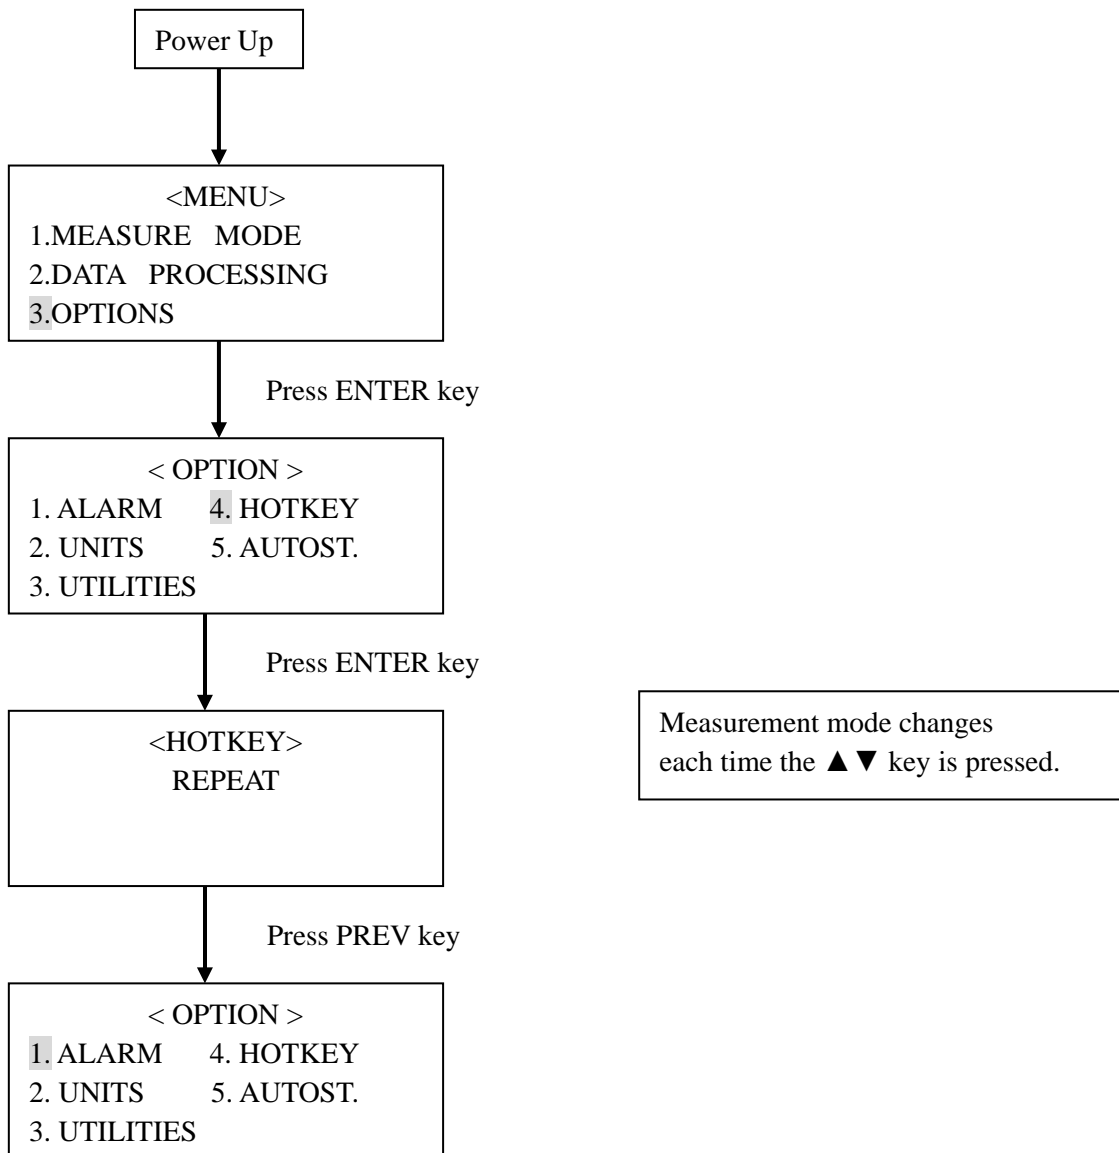 Power Up
<MENU>
1.MEASURE MODE
2.DATA PROCESSING
3.OPTIONS
Press ENTER key
< OPTION >
1. ALARM 4. HOTKEY
2. UNITS 5. AUTOST.
3. UTILITIES
Press ENTER key
<HOTKEY>
REPEAT
Measurement mode changes
each time the ▲▼ key is pressed.
Press PREV key
< OPTION >
1. ALARM 4. HOTKEY
2. UNITS 5. AUTOST.
3. UTILITIES